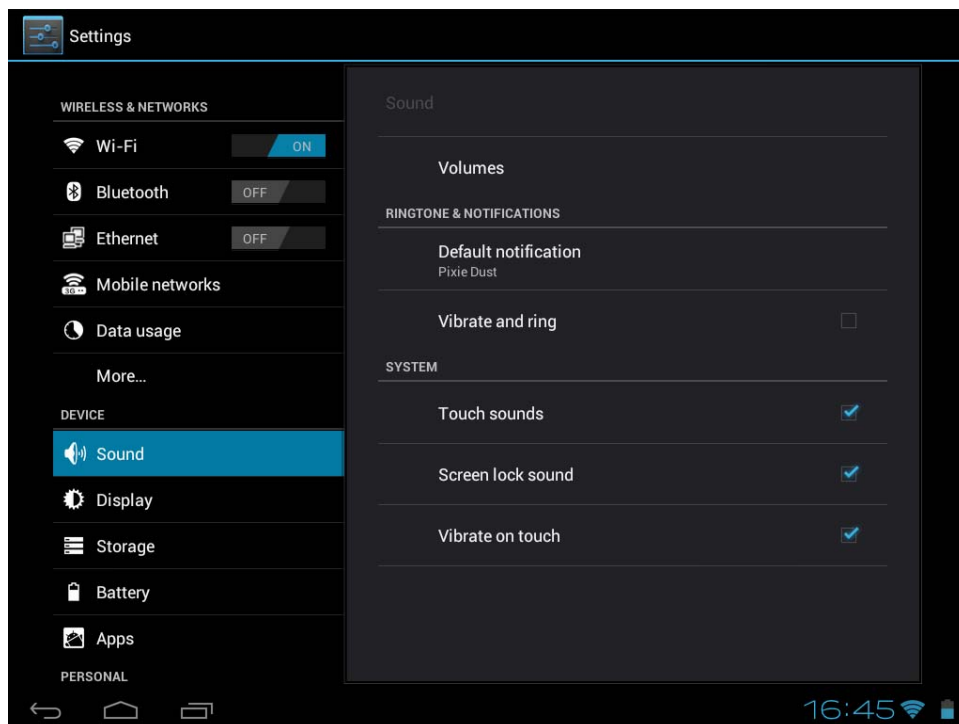 Settings
WIRELESS & NETWORKS
Wi-Fi ON
Bluetooth OFF
Ethernet OFF
3G Mobile networks
Data usage
More...
DEVICE
Sound
Display
Storage
Battery
Apps
PERSONAL
Sound
Volumes
RINGTONE & NOTIFICATIONS
Default notification
Pixie Dust
Vibrate and ring
SYSTEM
Touch sounds
Screen lock sound
Vibrate on touch
16:45